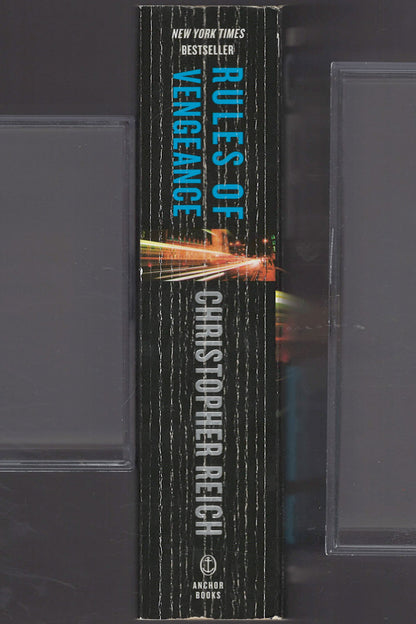 NEW YORK TIMES
BESTSELLER
RULES OF
VENGEANCE
CHRISTOPHER REICH
ANCHOR
BOOKS